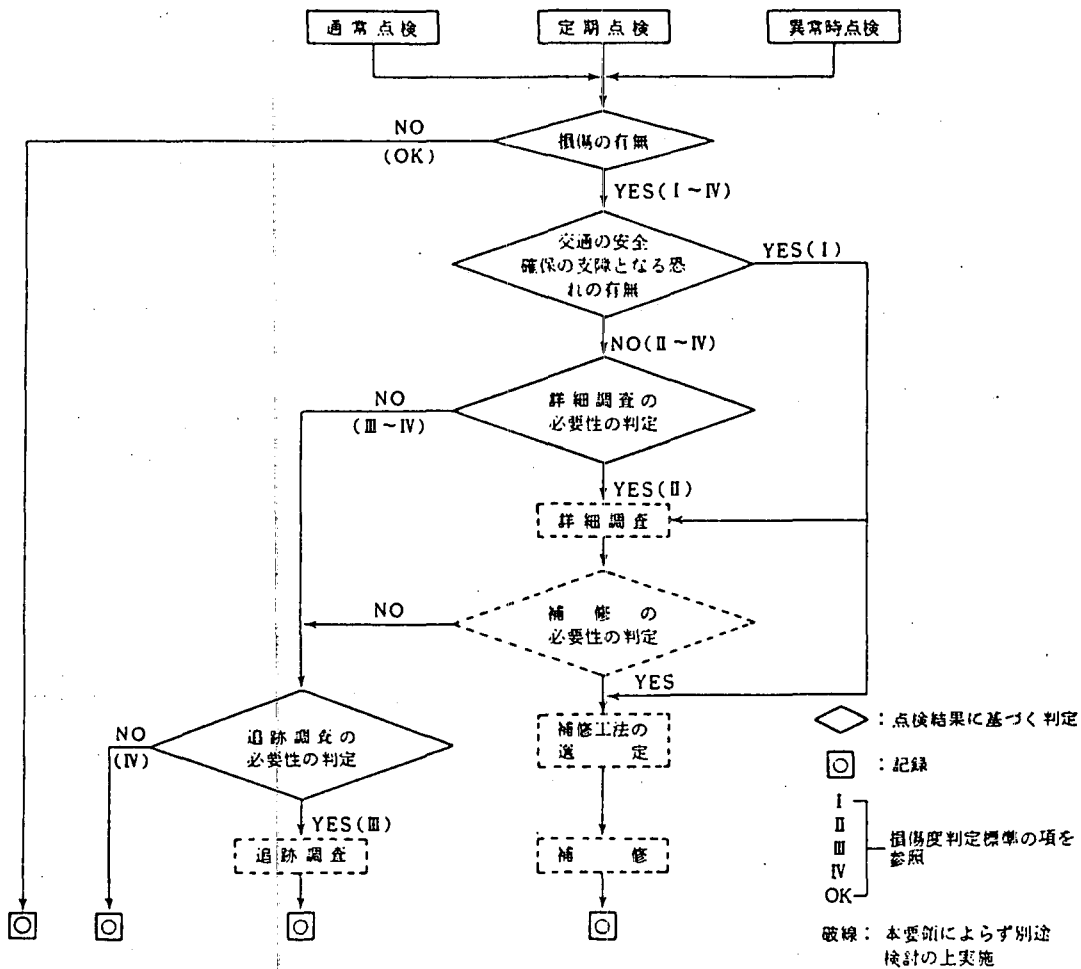 通常点検
定期点検
異常時点検
損傷の有無
NO
(OK)
YES(Ⅰ~Ⅳ)
交通の安全
確保の支障となる恐
れの有無
YES(Ⅰ)
NO(Ⅱ~Ⅳ)
詳細調査の
必要性の判定
NO
(Ⅲ~Ⅳ)
YES(Ⅱ)
詳細調査
補修の
必要性の判定
NO
YES
追跡調査の
必要性の判定
NO
(Ⅳ)
YES(Ⅲ)
追跡調査
補修工法の
選定
補修
:点検結果に基づく判定
:記録
Ⅰ
Ⅱ
Ⅲ
Ⅳ
OK
損傷度判定標準の項を
参照
破線: 本要領によらず別途
検討の上実施